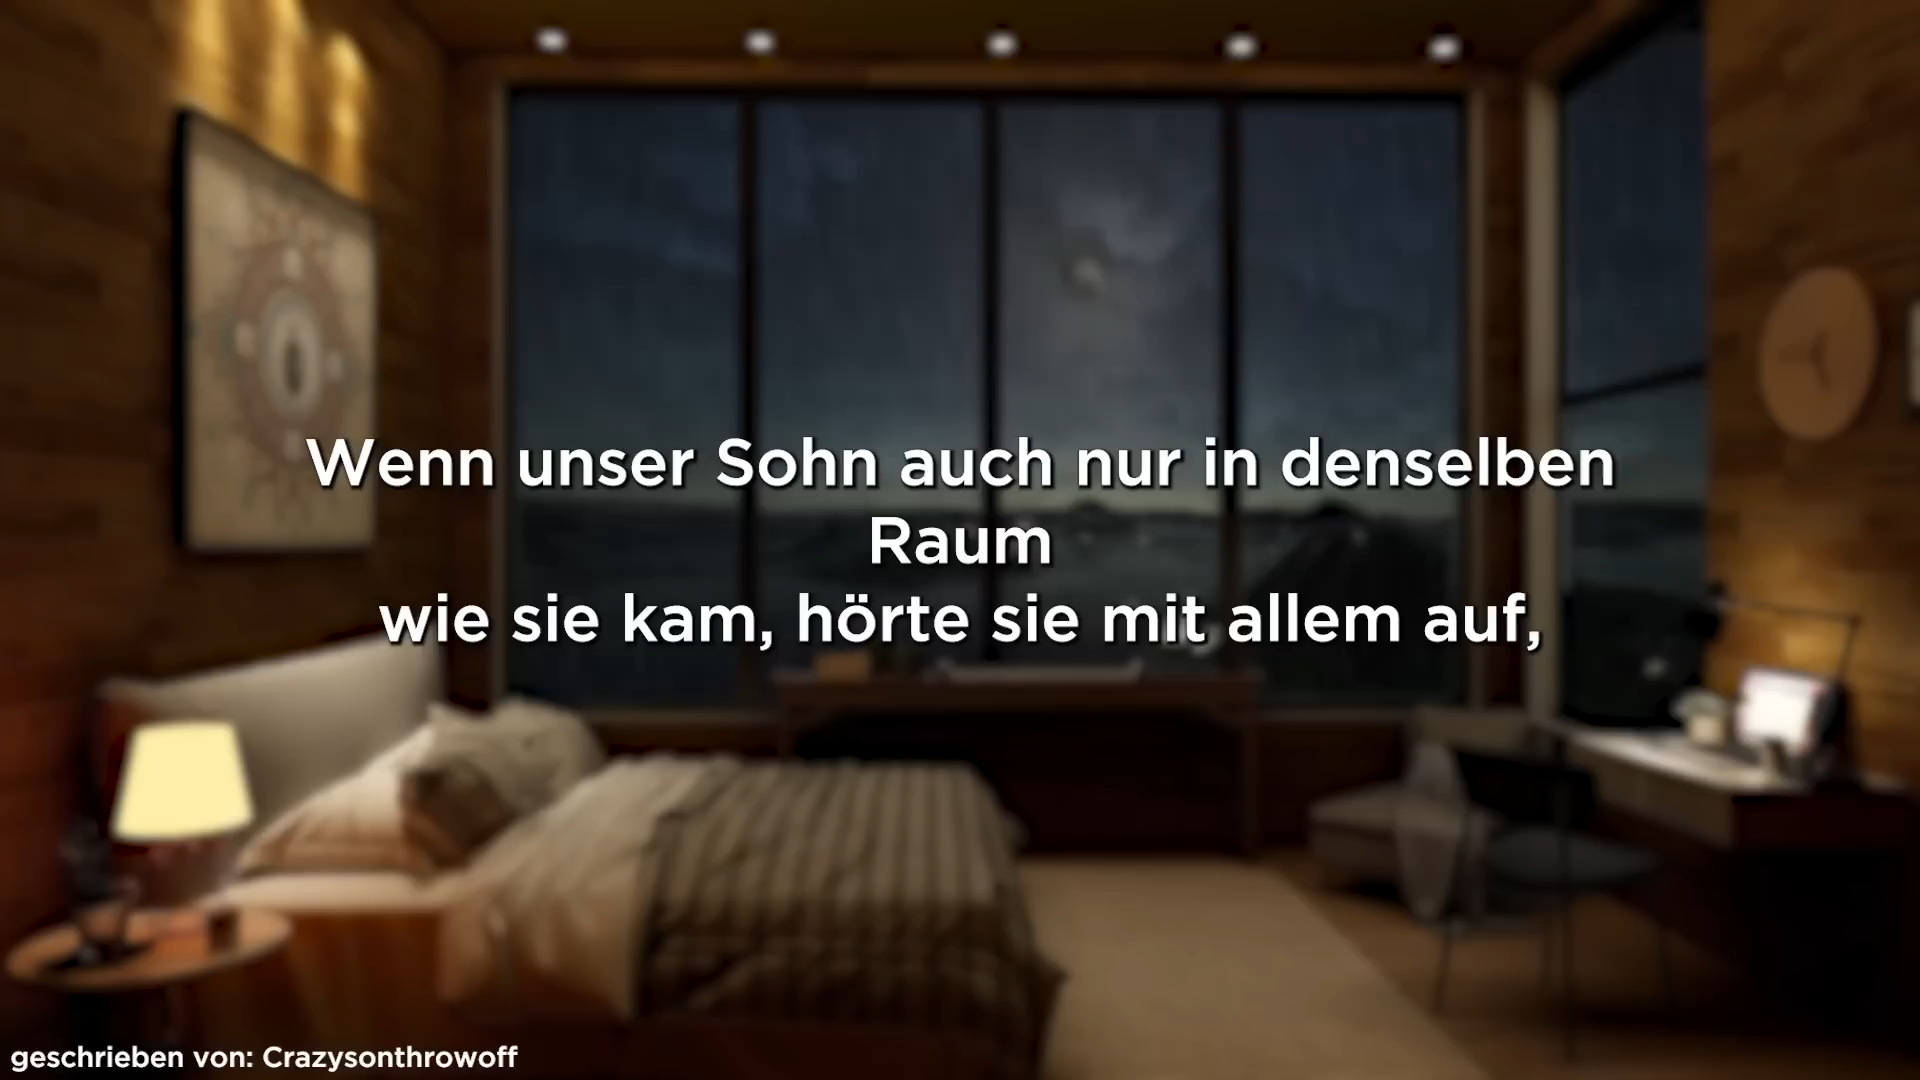 Wenn unser Sohn auch nur in denselben
Raum
wie sie kam, hörte sie mit allem auf,
geschrieben von: Crazysonthrowoff